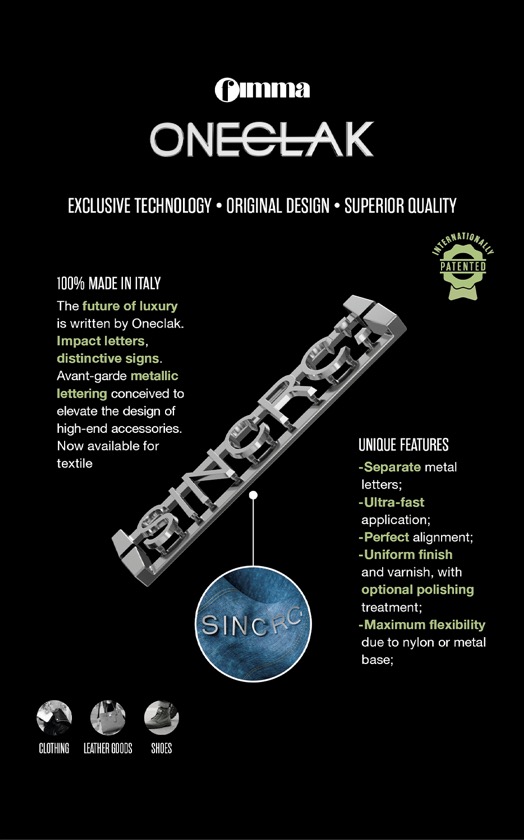 fimma
ONECLAK
EXCLUSIVE TECHNOLOGY • ORIGINAL DESIGN • SUPERIOR QUALITY
INTERNATIONALLY
PATENTED
100% MADE IN ITALY
The future of luxury
is written by Oneclak.
Impact letters,
distinctive signs.
Avant-garde metallic
lettering conceived to
elevate the design of
high-end accessories.
Now available for
textile
SINCRO
UNIQUE FEATURES
-Separate metal
letters;
-Ultra-fast
application;
-Perfect alignment;
-Uniform finish
and varnish, with
optional polishing
treatment;
-Maximum flexibility
due to nylon or metal
base;
SINCRO
CLOTHING LEATHER GOODS SHOES